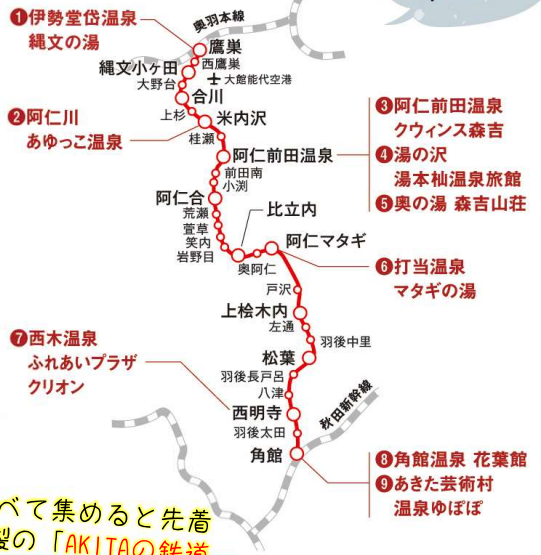 ❶伊勢堂岱温泉
縄文の湯
奥羽本線
鷹巣
西鷹巣
縄文小ヶ田
大館能代空港
大野台
合川
上杉
米内沢
❷阿仁川
あゆっこ温泉
桂瀬
阿仁前田温泉
❸阿仁前田温泉
クウィンス森吉
❹湯の沢
湯本杣温泉旅館
❺奥の湯 森吉山荘
前田南
小渕
阿仁合
荒瀬
萱草
笑内
岩野目
比立内
奥阿仁
阿仁マタギ
❻打当温泉
マタギの湯
戸沢
上桧木内
左通
羽後中里
松葉
❼西木温泉
ふれあいプラザ
クリオン
羽後長戸呂
八津
西明寺
羽後太田
秋田新幹線
角館
❽角館温泉 花葉館
❾あきた芸術村
温泉ゆぽぽ
べて集めると先着
製の「AKITAの鉄道